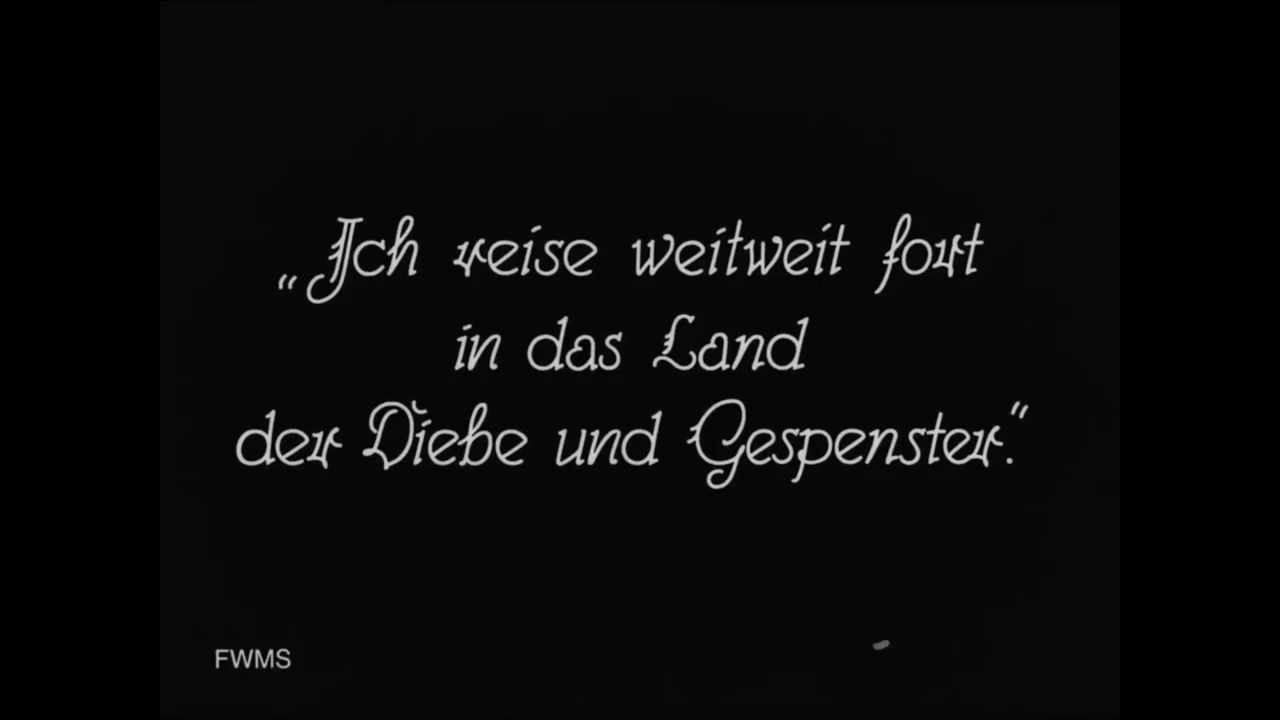 „Ich reise weitweit fort
in das Land
der Diebe und Gespenster.“
FWMS